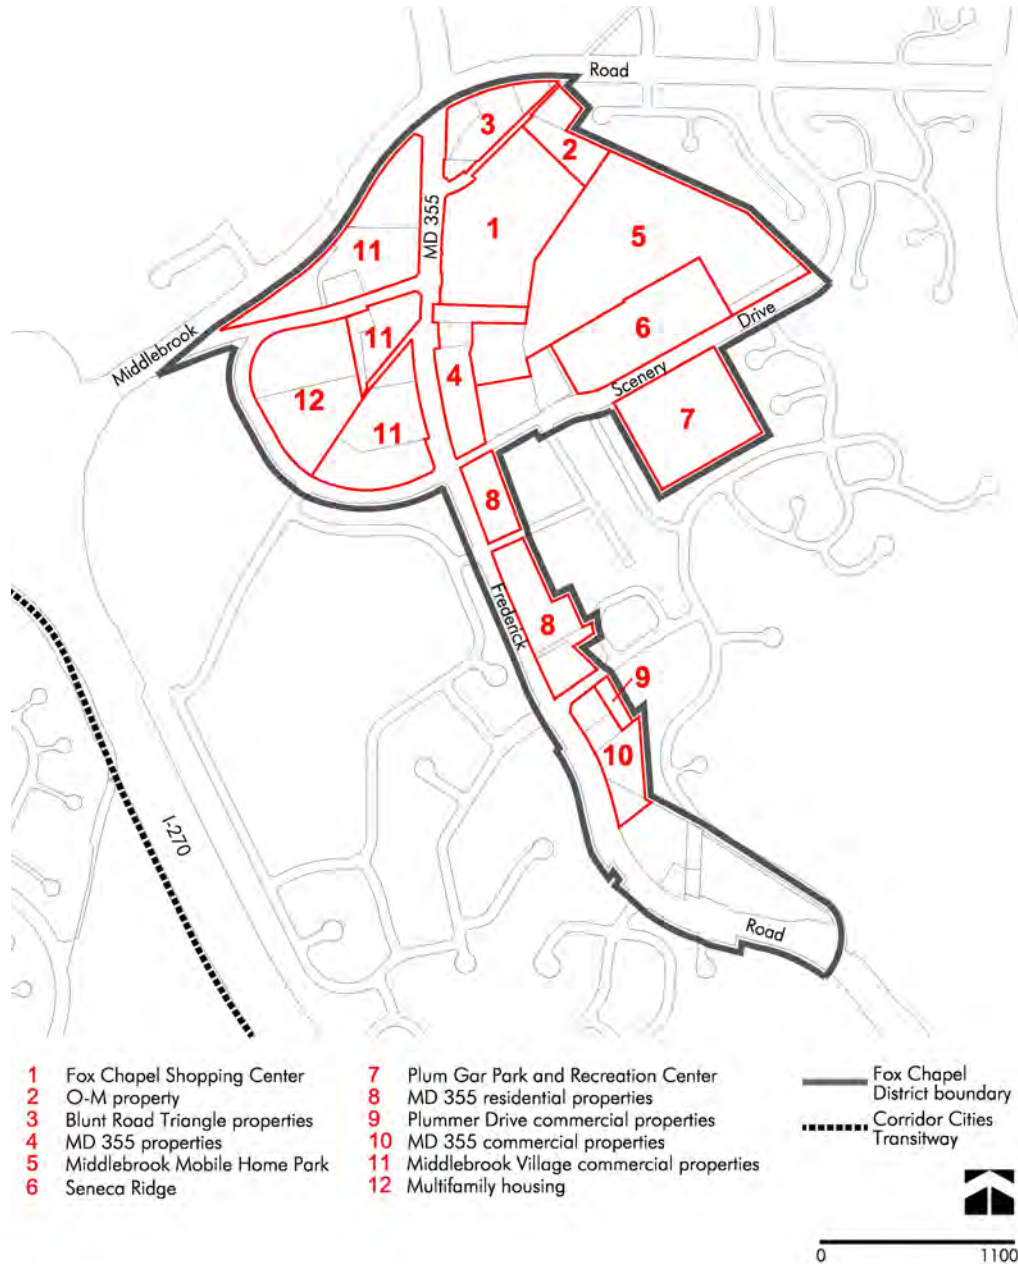 Road
3
2
MD 355
1
5
11
6
Drive
Middlebrook
11
Scenery
4
12
7
11
8
Frederick
8
9
10
I-270
Road
1 Fox Chapel Shopping Center
2 O-M property
3 Blunt Road Triangle properties
4 MD 355 properties
5 Middlebrook Mobile Home Park
6 Seneca Ridge
7 Plum Gar Park and Recreation Center
8 MD 355 residential properties
9 Plummer Drive commercial properties
10 MD 355 commercial properties
11 Middlebrook Village commercial properties
12 Multifamily housing
Fox Chapel
District boundary
Corridor Cities
Transitway
0 1100